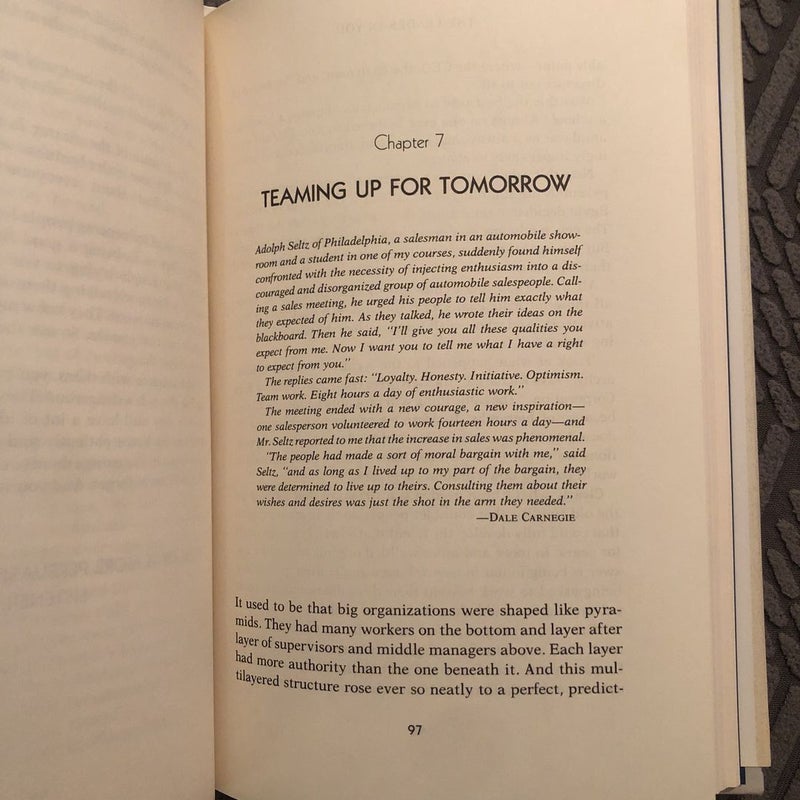 Chapter 7
TEAMING UP FOR TOMORROW
Adolph Seltz of Philadelphia, a salesman in an automobile show-
room and a student in one of my courses, suddenly found himself
confronted with the necessity of injecting enthusiasm into a dis-
couraged and disorganized group of automobile salespeople. Call-
ing a sales meeting, he urged his people to tell him exactly what
they expected of him. As they talked, he wrote their ideas on the
blackboard. Then he said, "I'll give you all these qualities you
expect from me. Now I want you to tell me what I have a right
to expect from you."
The replies came fast: "Loyalty. Honesty. Initiative. Optimism.
Team work. Eight hours a day of enthusiastic work."
The meeting ended with a new courage, a new inspiration—
one salesperson volunteered to work fourteen hours a day—and
Mr. Seltz reported to me that the increase in sales was phenomenal.
"The people had made a sort of moral bargain with me," said
Seltz, "and as long as I lived up to my part of the bargain, they
were determined to live up to theirs. Consulting them about their
wishes and desires was just the shot in the arm they needed."
—DALE CARNEGIE
It used to be that big organizations were shaped like pyra-
mids. They had many workers on the bottom and layer after
layer of supervisors and middle managers above. Each layer
had more authority than the one beneath it. And this mul-
tilayered structure rose ever so neatly to a perfect, predict-
97